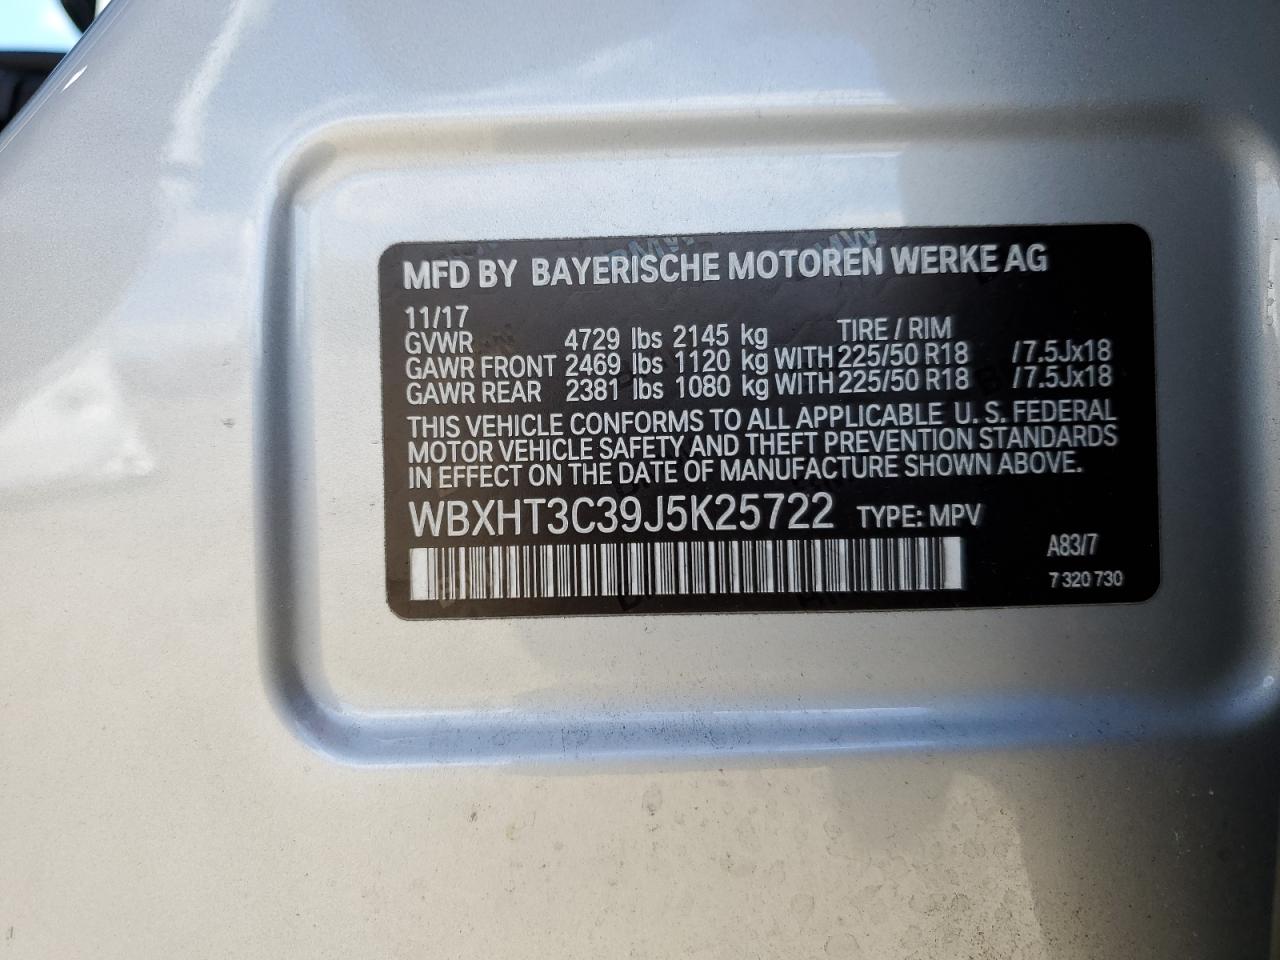 MFD BY BAYERISCHE MOTOREN WERKE AG
11/17
GVWR 4729 lbs 2145 kg TIRE / RIM
GAWR FRONT 2469 lbs 1120 kg WITH 225/50 R18 /7.5Jx18
GAWR REAR 2381 lbs 1080 kg WITH 225/50 R18 /7.5Jx18
THIS VEHICLE CONFORMS TO ALL APPLICABLE U. S. FEDERAL
MOTOR VEHICLE SAFETY AND THEFT PREVENTION STANDARDS
IN EFFECT ON THE DATE OF MANUFACTURE SHOWN ABOVE.
WBXHT3C39J5K25722 TYPE: MPV
A83/7
7 320 730